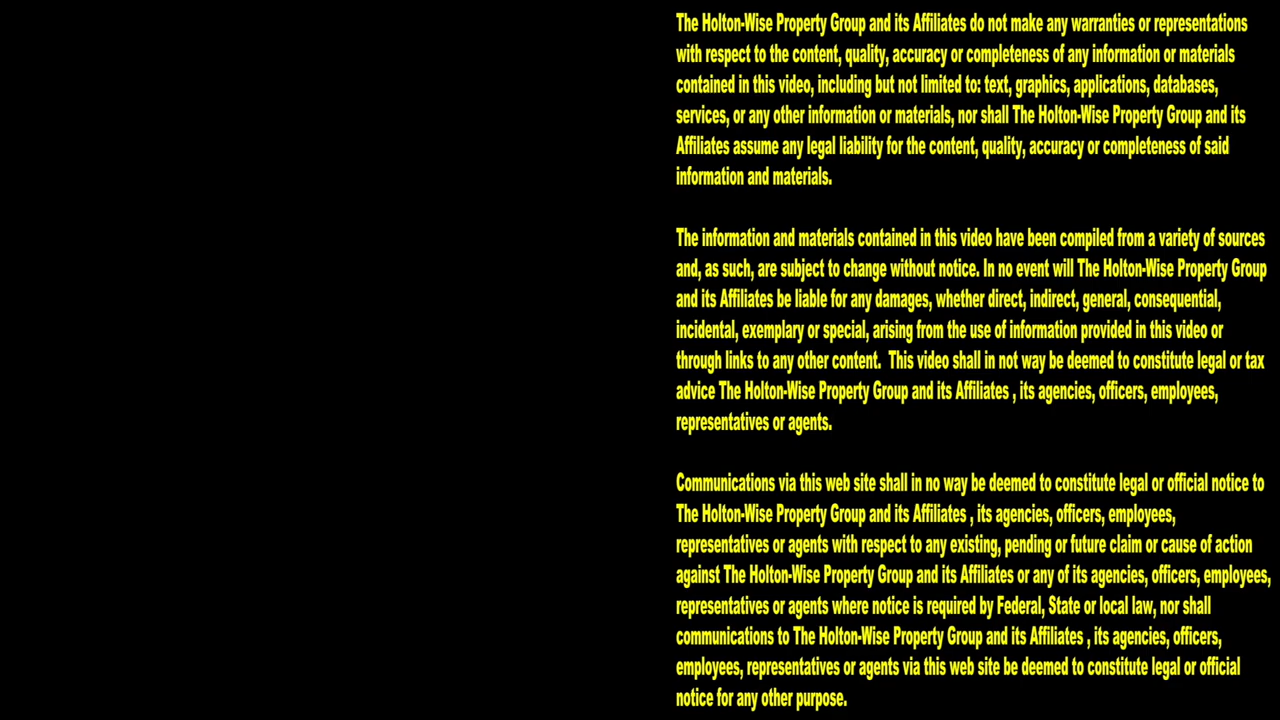 The Holton-Wise Property Group and its Affiliates do not make any warranties or representations
with respect to the content, quality, accuracy or completeness of any information or materials
contained in this video, including but not limited to: text, graphics, applications, databases,
services, or any other information or materials, nor shall The Holton-Wise Property Group and its
Affiliates assume any legal liability for the content, quality, accuracy or completeness of said
information and materials.
The information and materials contained in this video have been compiled from a variety of sources
and, as such, are subject to change without notice. In no event will The Holton-Wise Property Group
and its Affiliates be liable for any damages, whether direct, indirect, general, consequential,
incidental, exemplary or special, arising from the use of information provided in this video or
through links to any other content.  This video shall in not way be deemed to constitute legal or tax
advice The Holton-Wise Property Group and its Affiliates , its agencies, officers, employees,
representatives or agents.
Communications via this web site shall in no way be deemed to constitute legal or official notice to
The Holton-Wise Property Group and its Affiliates , its agencies, officers, employees,
representatives or agents with respect to any existing, pending or future claim or cause of action
against The Holton-Wise Property Group and its Affiliates or any of its agencies, officers, employees,
representatives or agents where notice is required by Federal, State or local law, nor shall
communications to The Holton-Wise Property Group and its Affiliates , its agencies, officers,
employees, representatives or agents via this web site be deemed to constitute legal or official
notice for any other purpose.